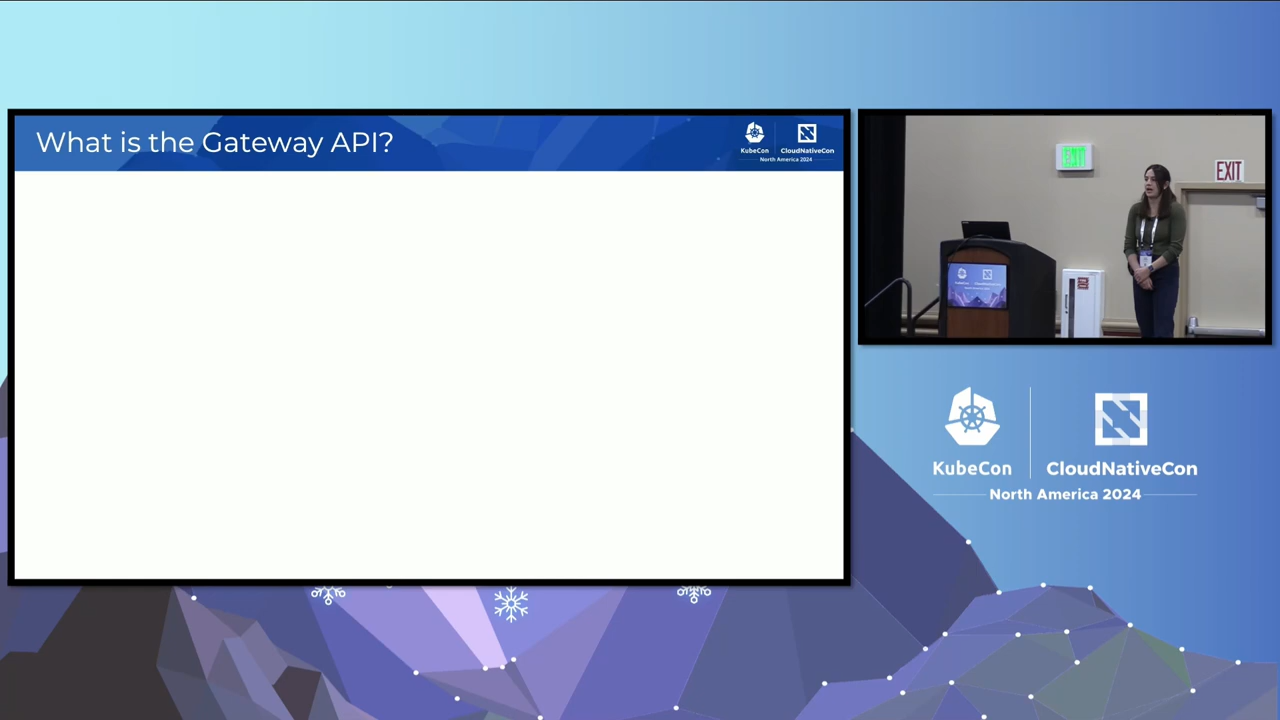 What is the Gateway API?
KubeCon
CloudNativeCon
North America 2024
EXIT
EXIT
KubeCon
CloudNativeCon
North America 2024